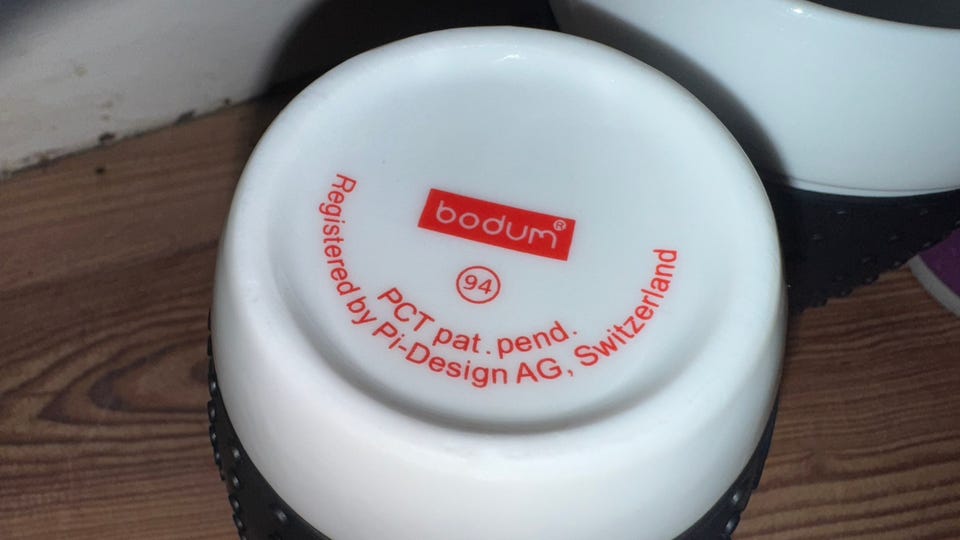 bodum®
94
PCT pat. pend.
Registered by Pi-Design AG, Switzerland